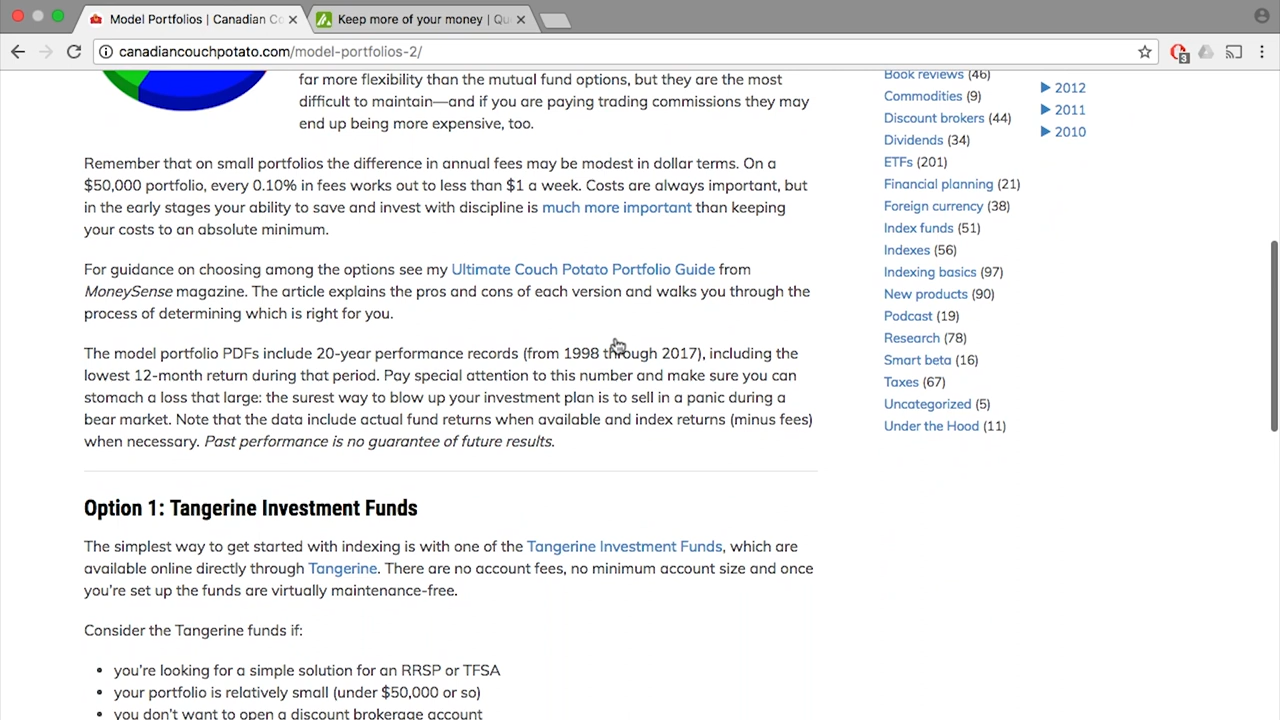 Model Portfolios | Canadian Co
Keep more of your money | Qu
canadiancouchpotato.com/model-portfolios-2/
3
far more flexibility than the mutual fund options, but they are the most
difficult to maintain—and if you are paying trading commissions they may
end up being more expensive, too.
Remember that on small portfolios the difference in annual fees may be modest in dollar terms. On a
$50,000 portfolio, every 0.10% in fees works out to less than $1 a week. Costs are always important, but
in the early stages your ability to save and invest with discipline is much more important than keeping
your costs to an absolute minimum.
For guidance on choosing among the options see my Ultimate Couch Potato Portfolio Guide from
MoneySense magazine. The article explains the pros and cons of each version and walks you through the
process of determining which is right for you.
The model portfolio PDFs include 20-year performance records (from 1998 through 2017), including the
lowest 12-month return during that period. Pay special attention to this number and make sure you can
stomach a loss that large: the surest way to blow up your investment plan is to sell in a panic during a
bear market. Note that the data include actual fund returns when available and index returns (minus fees)
when necessary. Past performance is no guarantee of future results.
Option 1: Tangerine Investment Funds
The simplest way to get started with indexing is with one of the Tangerine Investment Funds, which are
available online directly through Tangerine. There are no account fees, no minimum account size and once
you're set up the funds are virtually maintenance-free.
Consider the Tangerine funds if:
• you're looking for a simple solution for an RRSP or TFSA
• your portfolio is relatively small (under $50,000 or so)
• you don't want to open a discount brokerage account
Book reviews (46)
Commodities (9)
Discount brokers (44)
Dividends (34)
ETFs (201)
Financial planning (21)
Foreign currency (38)
Index funds (51)
Indexes (56)
Indexing basics (97)
New products (90)
Podcast (19)
Research (78)
Smart beta (16)
Taxes (67)
Uncategorized (5)
Under the Hood (11)
▶ 2012
▶ 2011
▶ 2010